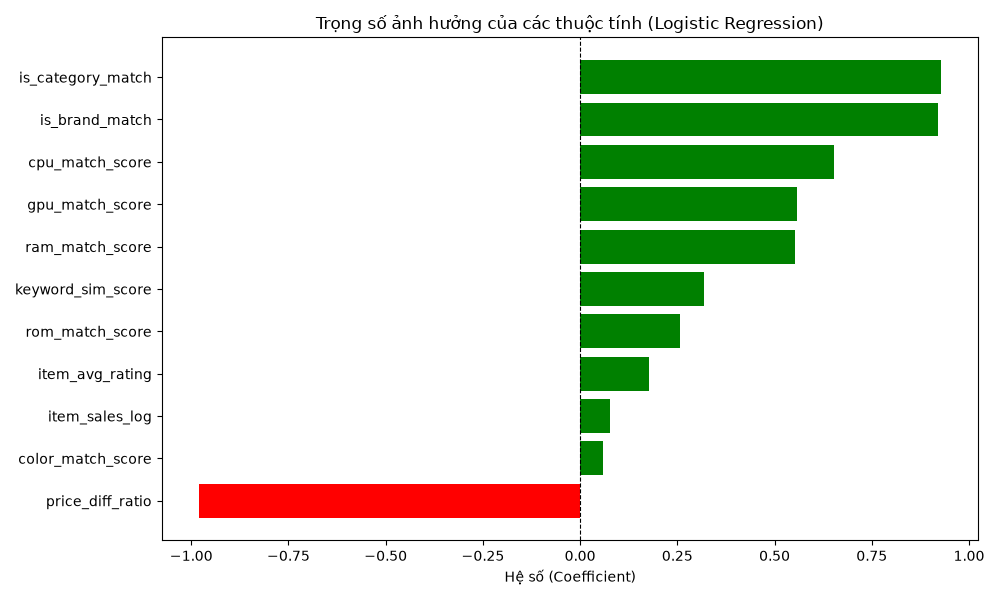 Trọng số ảnh hưởng của các thuộc tính (Logistic Regression)
is_category_match
is_brand_match
cpu_match_score
gpu_match_score
ram_match_score
keyword_sim_score
rom_match_score
item_avg_rating
item_sales_log
color_match_score
price_diff_ratio
−1.00 −0.75 −0.50 −0.25 0.00 0.25 0.50 0.75 1.00
Hệ số (Coefficient)